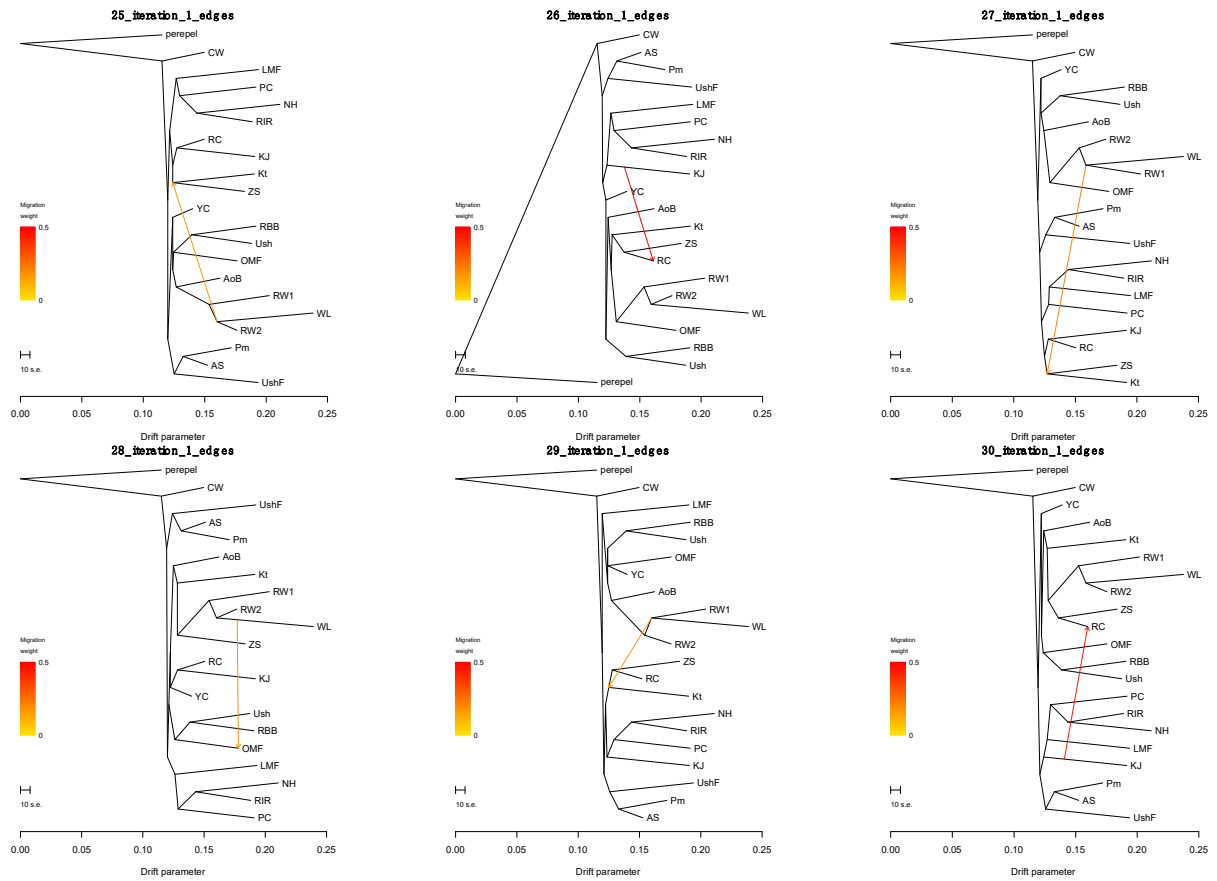 25_iteration_1_edges
perepel
CW
LMF
PC
NH
RIR
RC
KJ
Kt
ZS
YC
RBB
Ush
OMF
AoB
RW1
WL
RW2
Pm
AS
UshF
Migration
weight
0.5
0
10 s.e.
0.00 0.05 0.10 0.15 0.20 0.25
Drift parameter
26_iteration_1_edges
CW
AS
Pm
UshF
LMF
PC
NH
RIR
KJ
YC
AoB
Kt
ZS
RC
RW1
RW2
WL
OMF
RBB
Ush
perepel
Migration
weight
0.5
0
10 s.e.
0.00 0.05 0.10 0.15 0.20 0.25
Drift parameter
27_iteration_1_edges
perepel
CW
YC
RBB
Ush
AoB
RW2
WL
RW1
OMF
Pm
AS
UshF
NH
RIR
LMF
PC
KJ
RC
ZS
Kt
Migration
weight
0.5
0
10 s.e.
0.00 0.05 0.10 0.15 0.20 0.25
Drift parameter
28_iteration_1_edges
perepel
CW
UshF
AS
Pm
AoB
Kt
RW1
RW2
WL
ZS
RC
KJ
YC
Ush
RBB
OMF
LMF
NH
RIR
PC
Migration
weight
0.5
0
10 s.e.
0.00 0.05 0.10 0.15 0.20 0.25
Drift parameter
29_iteration_1_edges
perepel
CW
LMF
RBB
Ush
OMF
YC
AoB
RW1
WL
RW2
ZS
RC
Kt
NH
RIR
PC
KJ
UshF
Pm
AS
Migration
weight
0.5
0
10 s.e.
0.00 0.05 0.10 0.15 0.20 0.25
Drift parameter
30_iteration_1_edges
perepel
CW
YC
AoB
Kt
RW1
WL
RW2
ZS
RC
OMF
RBB
Ush
PC
RIR
NH
LMF
KJ
Pm
AS
UshF
Migration
weight
0.5
0
10 s.e.
0.00 0.05 0.10 0.15 0.20 0.25
Drift parameter